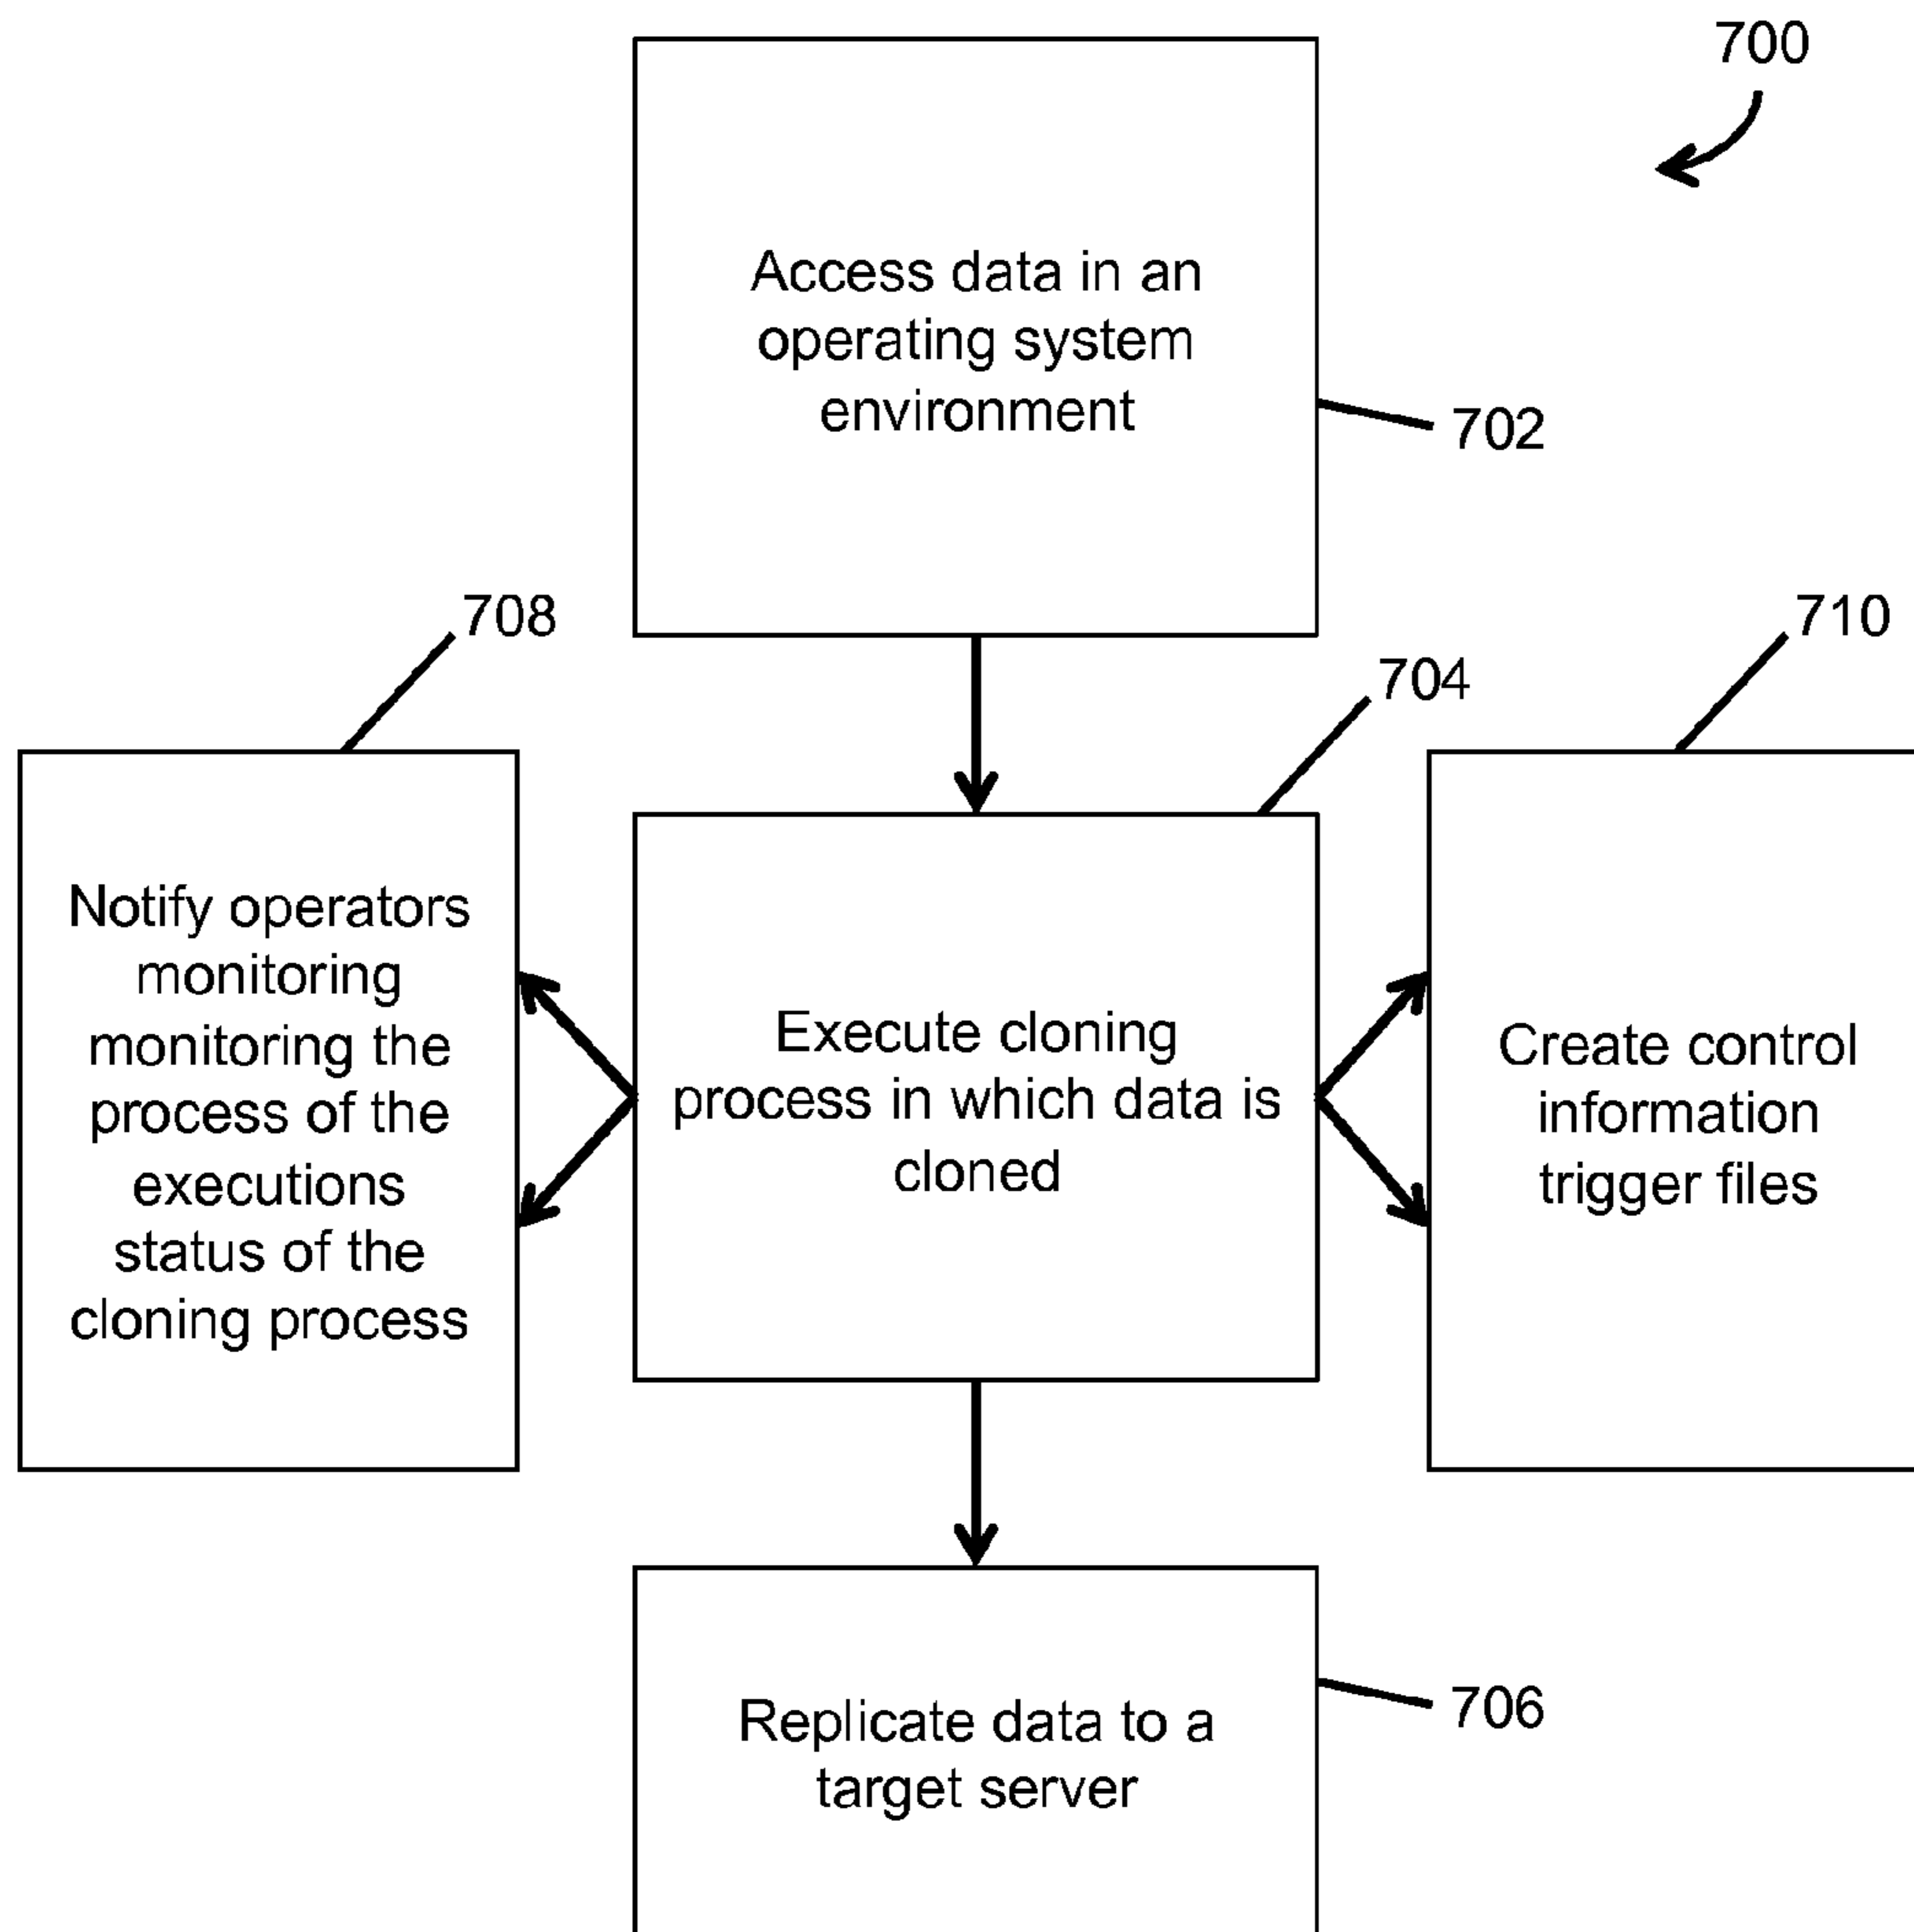 700
Access data in an
operating system
environment
702
708
710
704
Notify operators
monitoring
monitoring the
process of the
executions
status of the
cloning process
Execute cloning
process in which data is
cloned
Create control
information
trigger files
Replicate data to a
target server
706